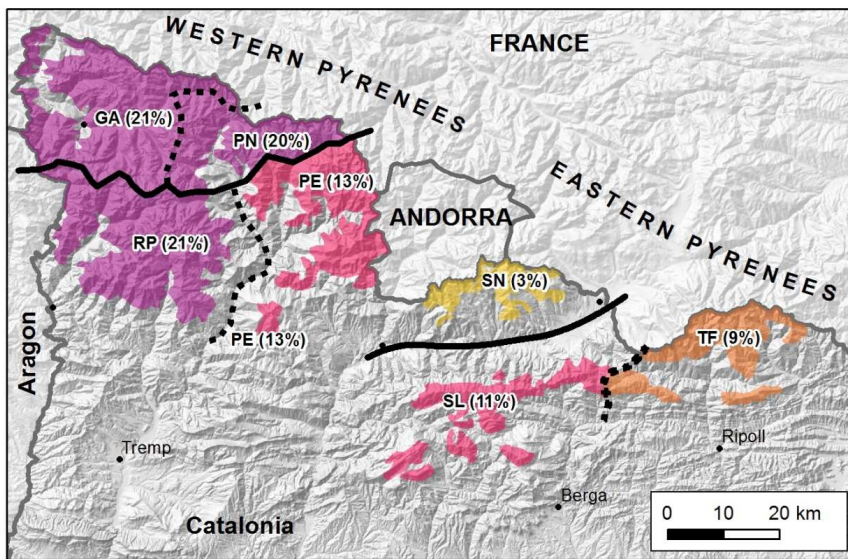 WESTERN PYRENEES
FRANCE
GA (21%)
PN (20%)
PE (13%)
ANDORRA
EASTERN PYRENEES
RP (21%)
SN (3%)
PE (13%)
TF (9%)
Aragon
SL (11%)
Tremp
Ripoll
Berga
Catalonia
0 10 20 km